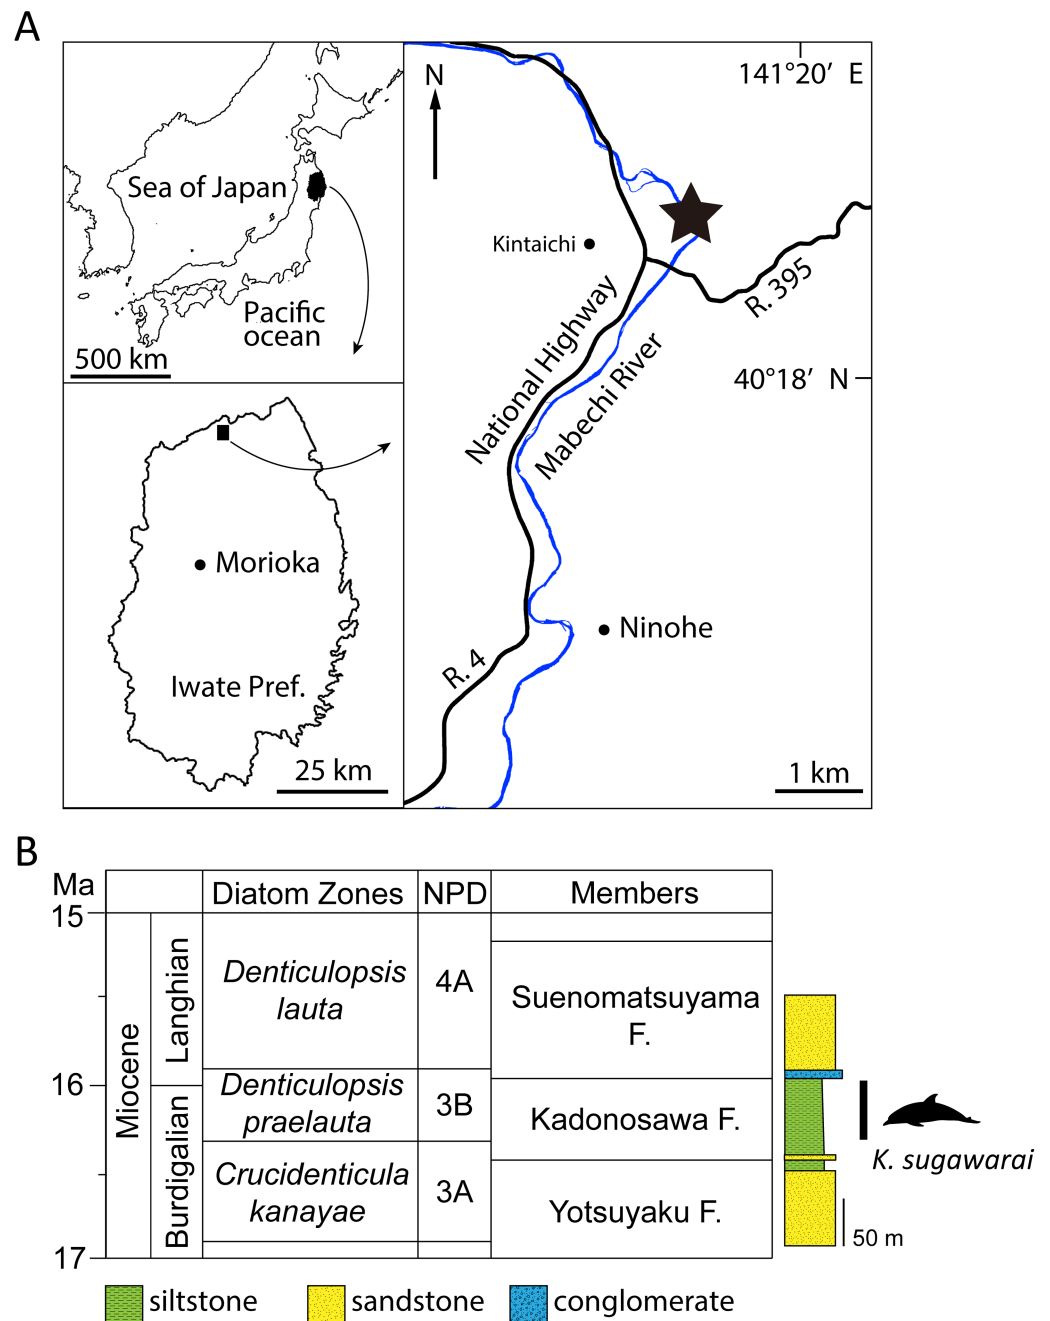 A
N
141°20′ E
Sea of Japan
Kintaichi
R. 395
Pacific
ocean
500 km
National Highway
Mabechi River
40°18′ N
Morioka
Iwate Pref.
25 km
Ninohe
R. 4
1 km
B
Ma
Diatom Zones
NPD
Members
15
16
17
Miocene
Langhian
Burdigalian
Denticulopsis
lauta
4A
Suenomatsuyama
F.
Denticulopsis
praelauta
3B
Kadonosawa F.
Crucidenticula
kanayae
3A
Yotsuyaku F.
K. sugawarai
50 m
siltstone
sandstone
conglomerate